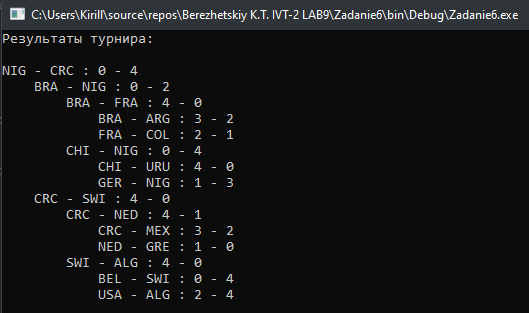 C:\Users\Kirill\source\repos\Berezhetskiy K.T. IVT-2 LAB9\Zadanie6\bin\Debug\Zadanie6.exe
Результаты турнира:
NIG - CRC : 0 - 4
BRA - NIG : 0 - 2
BRA - FRA : 4 - 0
BRA - ARG : 3 - 2
FRA - COL : 2 - 1
CHI - NIG : 0 - 4
CHI - URU : 4 - 0
GER - NIG : 1 - 3
CRC - SWI : 4 - 0
CRC - NED : 4 - 1
CRC - MEX : 3 - 2
NED - GRE : 1 - 0
SWI - ALG : 4 - 0
BEL - SWI : 0 - 4
USA - ALG : 2 - 4